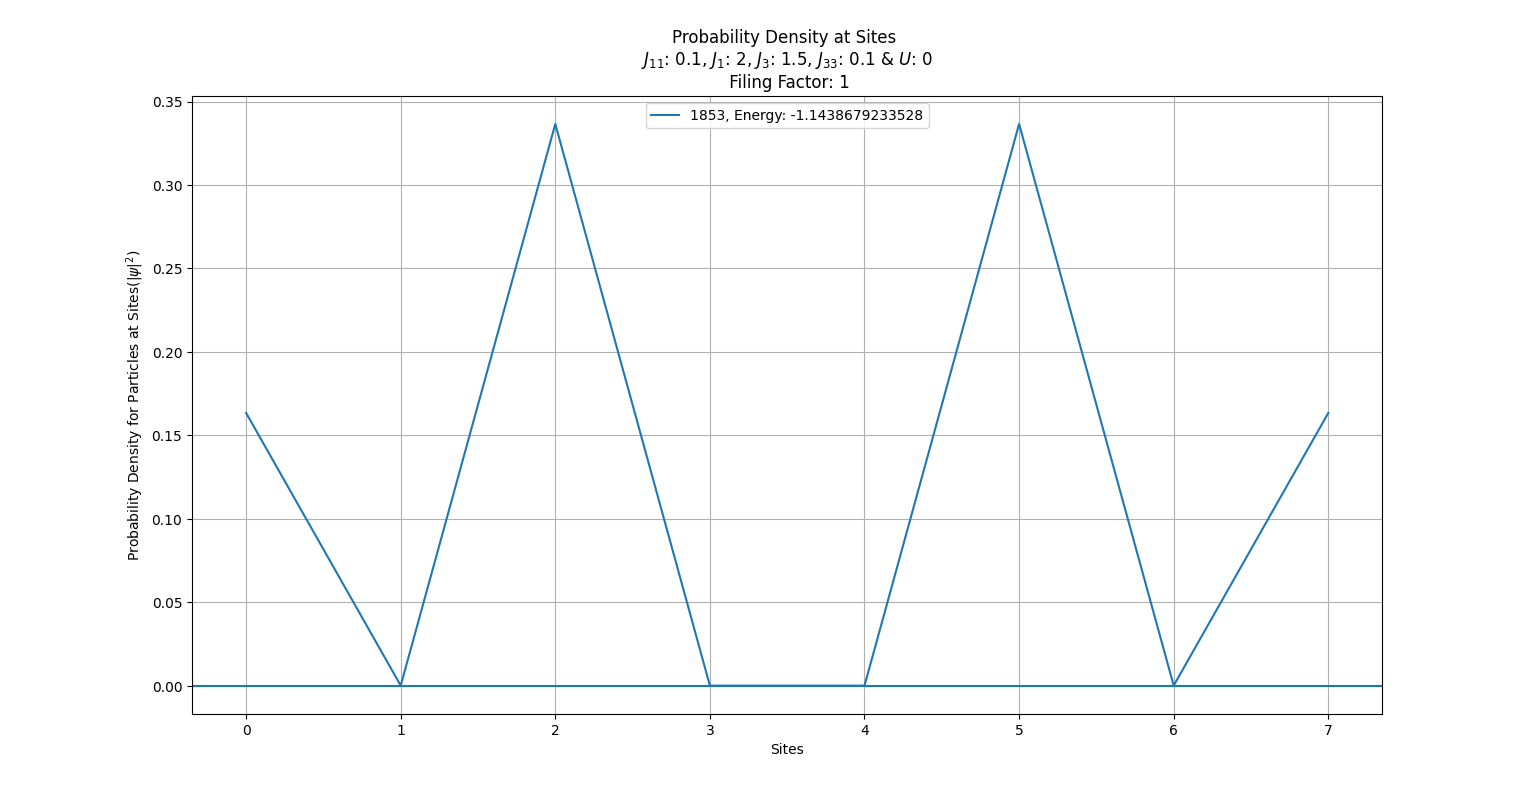 Probability Density at Sites
J₁₁: 0.1, J₁: 2, J₃: 1.5, J₃₃: 0.1 & U: 0
Filing Factor: 1
1853, Energy: -1.1438679233528
Probability Density for Particles at Sites(|ψ|²)
0.35
0.30
0.25
0.20
0.15
0.10
0.05
0.00
0 1 2 3 4 5 6 7
Sites